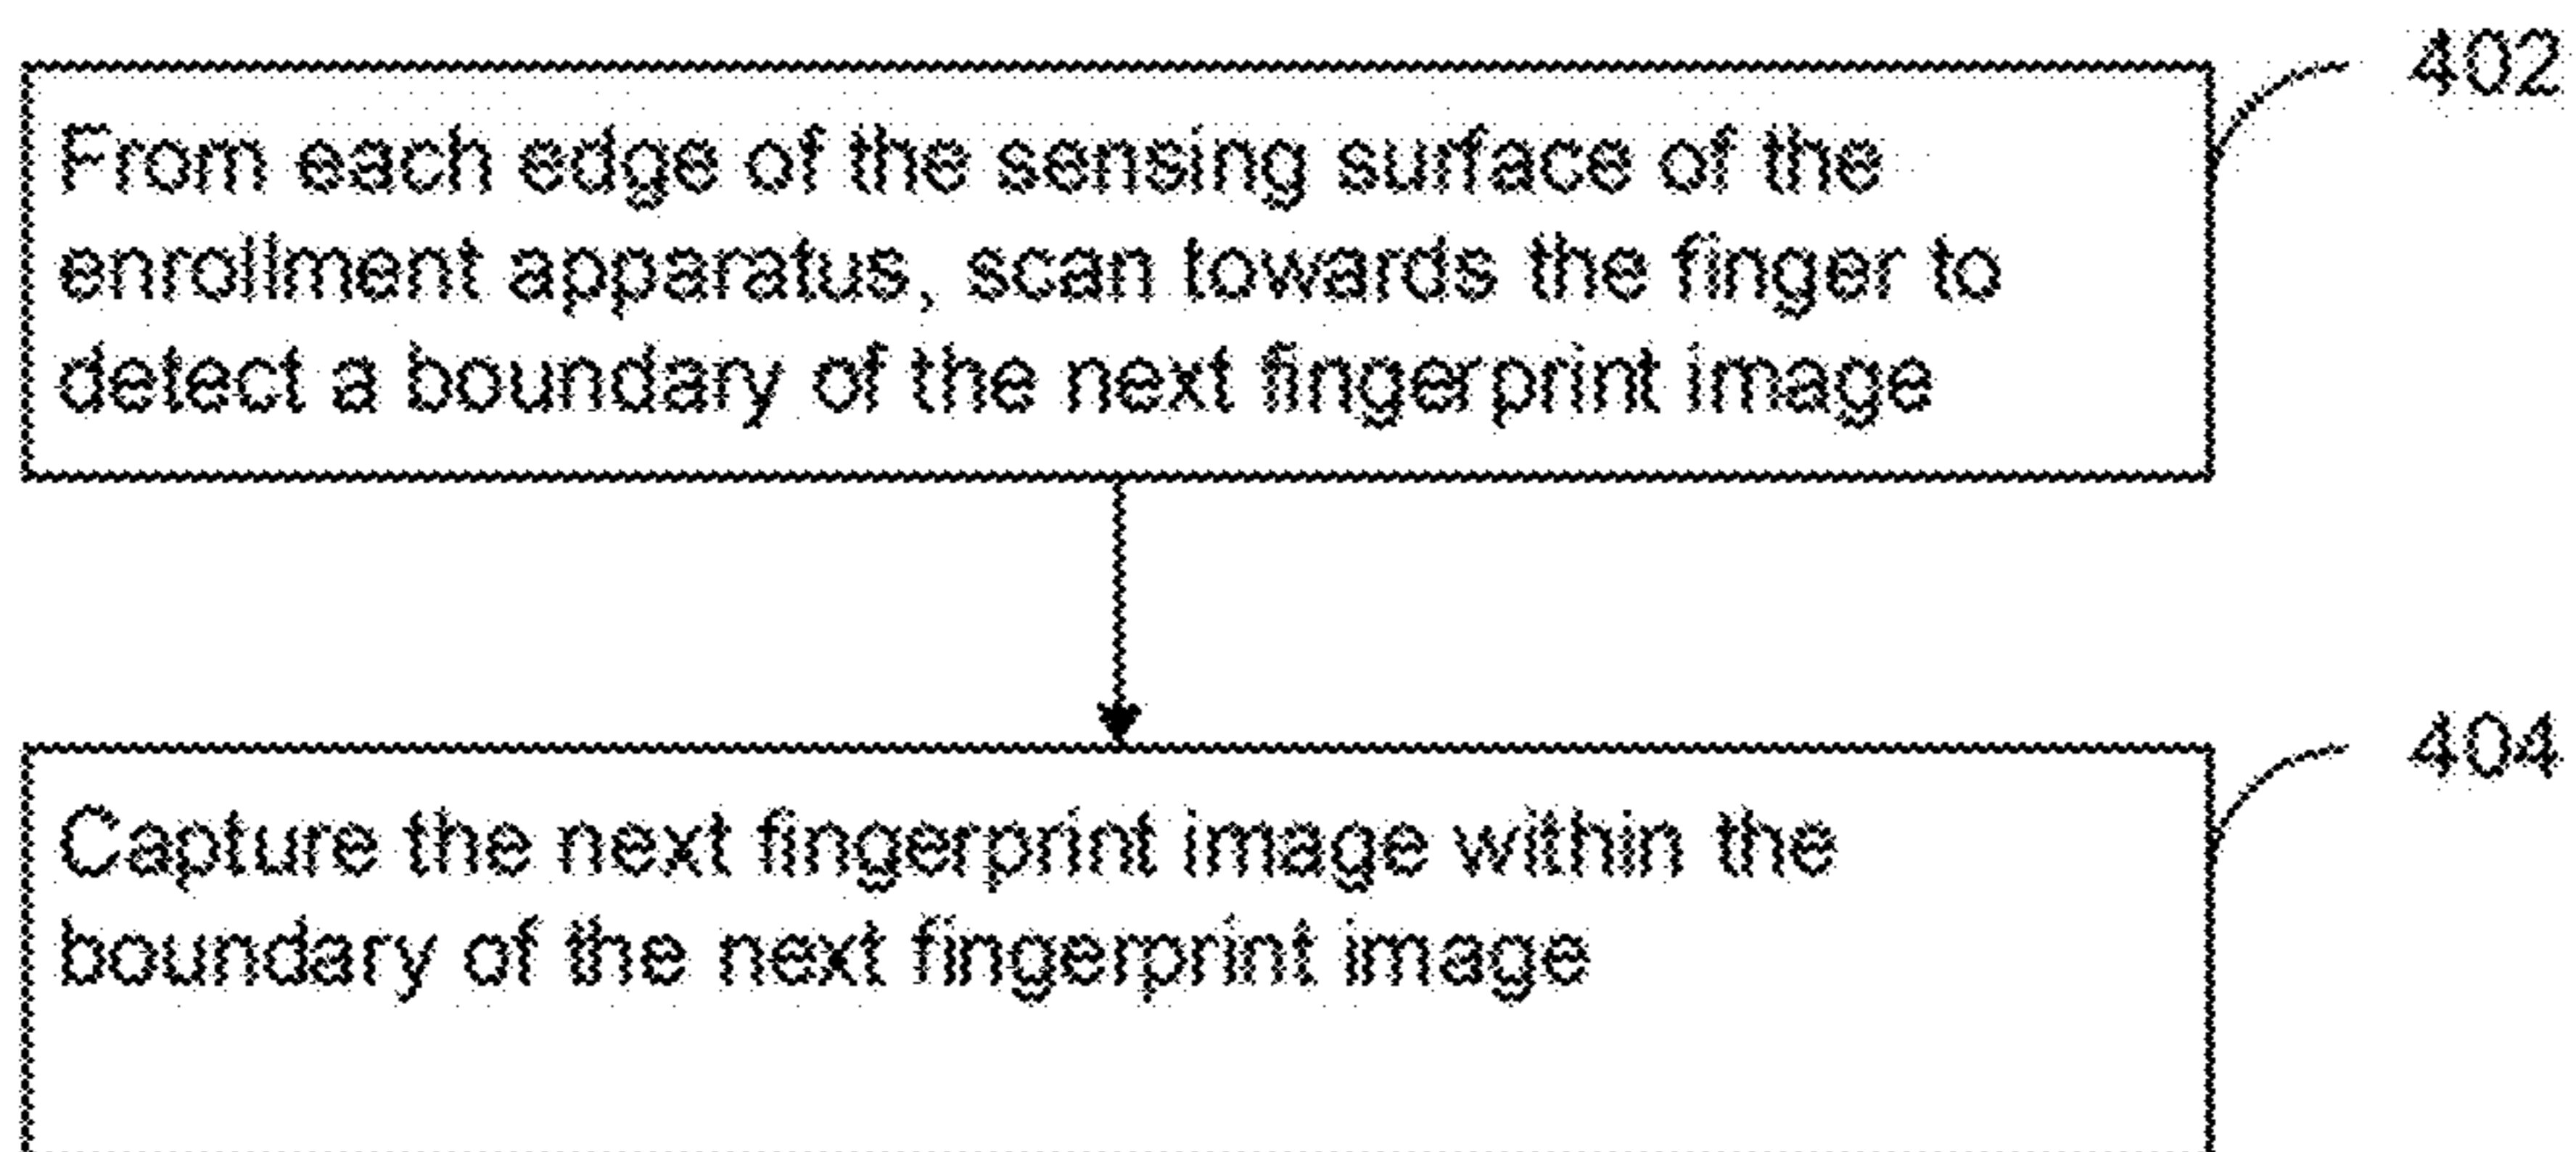 402
From each edge of the sensing surface of the
enrollment apparatus, scan towards the finger to
detect a boundary of the next fingerprint image
404
Capture the next fingerprint image within the
boundary of the next fingerprint image